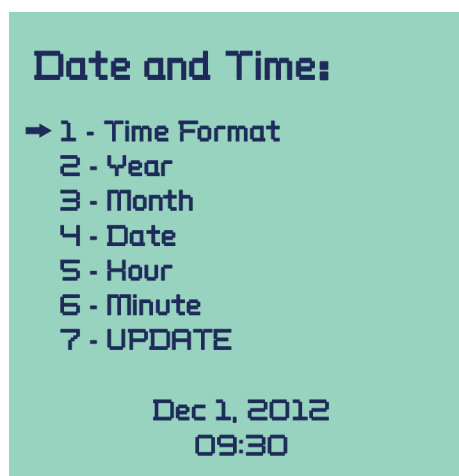 Date and Time:
➡ 1 - Time Format
2 - Year
3 - Month
4 - Date
5 - Hour
6 - Minute
7 - UPDATE
Dec 1, 2012
09:30